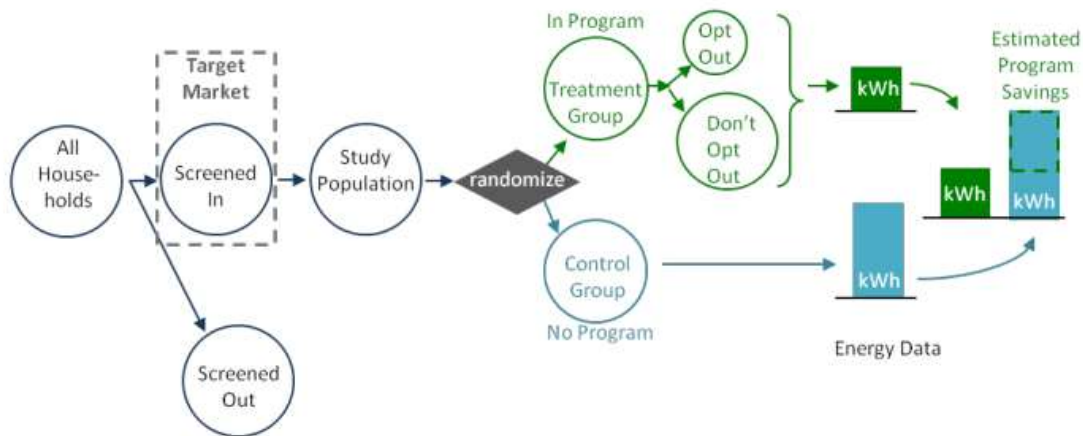 In Program
Opt
Out
Estimated
Program
Savings
Target
Market
Treatment
Group
kWh
All
House-
holds
Screened
In
Study
Population
randomize
Don't
Opt
Out
kWh
kWh
Control
Group
kWh
No Program
Energy Data
Screened
Out